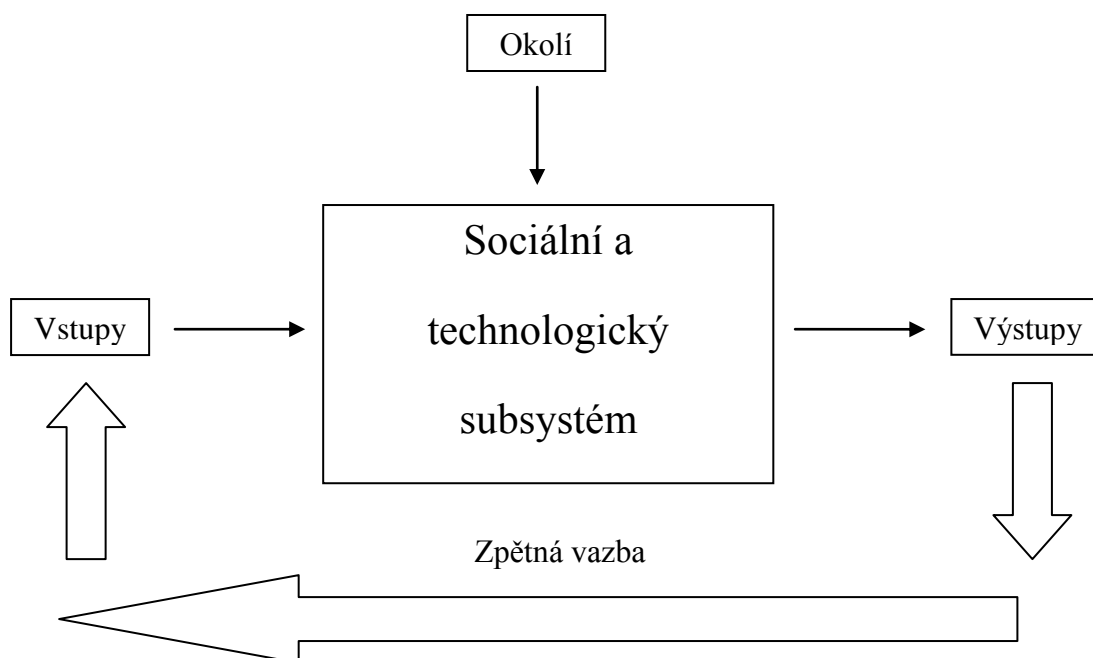 Okolí
Sociální a
Vstupy
technologický
Výstupy
subsystém
Zpětná vazba